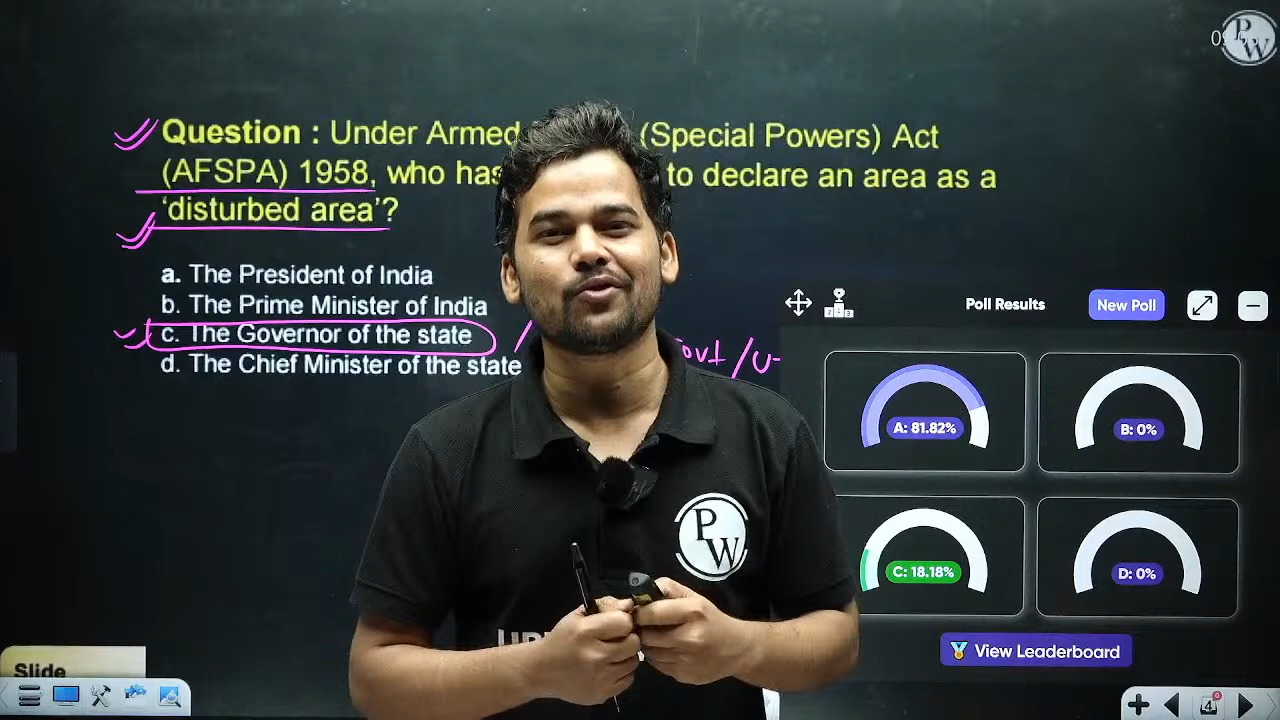 PW
Question : Under Armed (Special Powers) Act
(AFSPA) 1958, who has to declare an area as a
'disturbed area'?
a. The President of India
b. The Prime Minister of India
c. The Governor of the state
d. The Chief Minister of the state
Poll Results
New Poll
A: 81.82%
B: 0%
C: 18.18%
D: 0%
View Leaderboard
PW
Slide